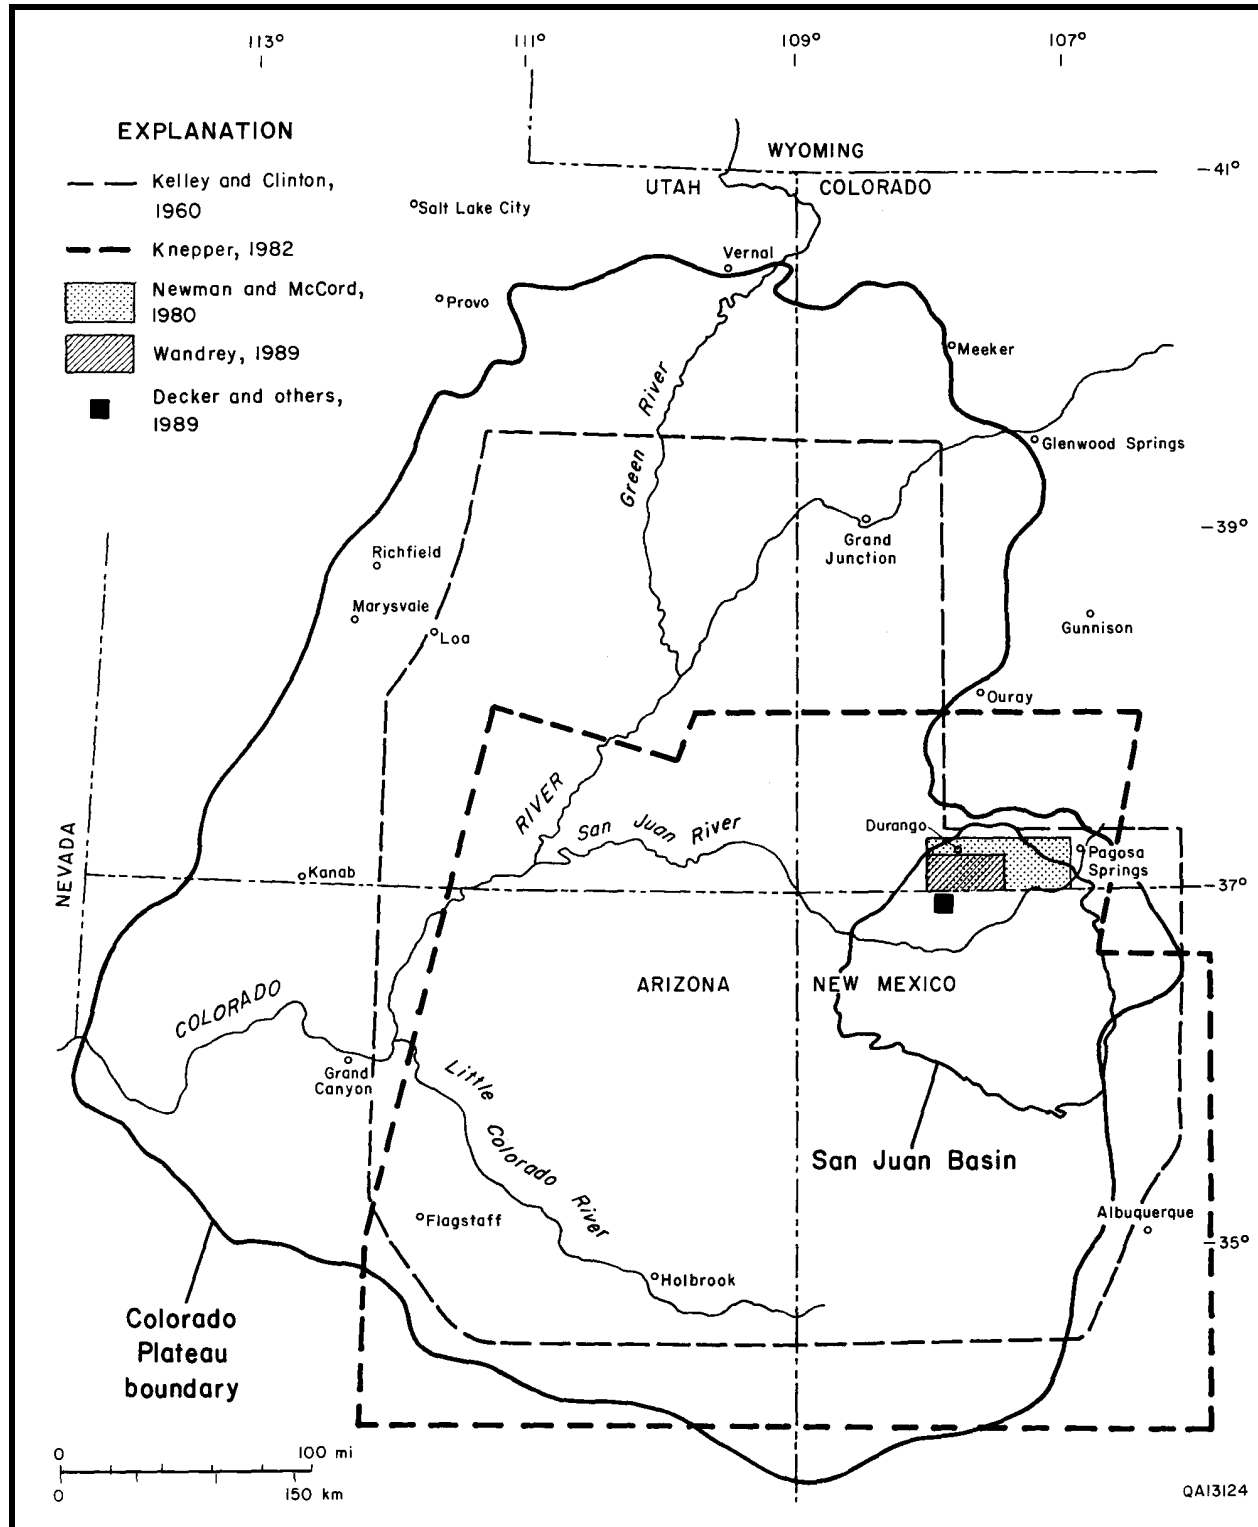 113°
111°
109°
107°
EXPLANATION
Kelley and Clinton,
1960
Knepper, 1982
Newman and McCord,
1980
Wandrey, 1989
Decker and others,
1989
WYOMING
UTAH
COLORADO
41°
Salt Lake City
Vernal
Provo
Meeker
Green River
Glenwood Springs
39°
Grand
Junction
Richfield
Marysvale
Loa
Gunnison
Ouray
RIVER
San Juan River
Durango
Pagosa
Springs
NEVADA
Kanab
37°
ARIZONA
NEW MEXICO
COLORADO
Grand
Canyon
Little Colorado River
San Juan Basin
Flagstaff
Albuquerque
35°
Holbrook
Colorado
Plateau
boundary
0
100 mi
0
150 km
QA13124